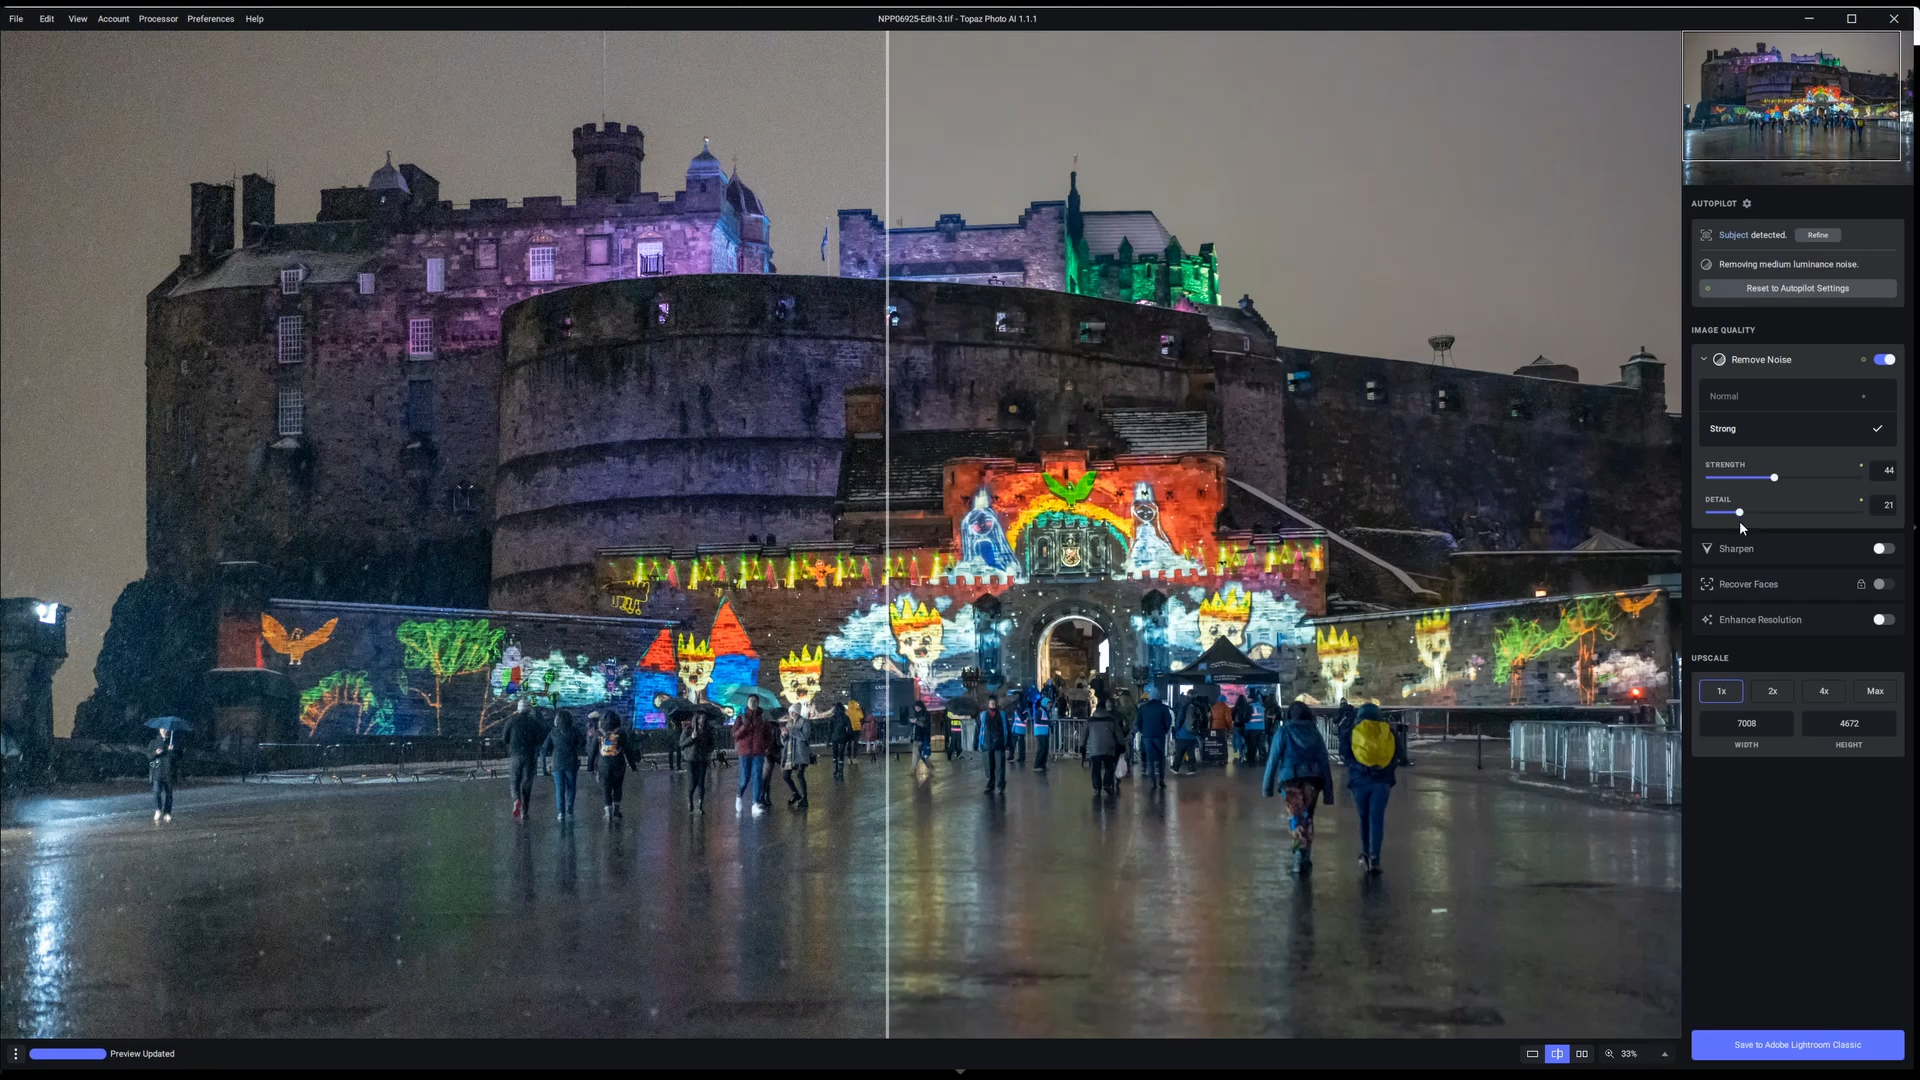 File Edit View Account Processor Preferences Help
NPP06925-Edit-3.tif - Topaz Photo AI 1.1.1
AUTOPILOT
Subject detected. Refine
Removing medium luminance noise.
Reset to Autopilot Settings
IMAGE QUALITY
Remove Noise
Normal
Strong
STRENGTH 44
DETAIL 21
Sharpen
Recover Faces
Enhance Resolution
UPSCALE
1x 2x 4x Max
7008 4672
WIDTH HEIGHT
Preview Updated
33%
Save to Adobe Lightroom Classic